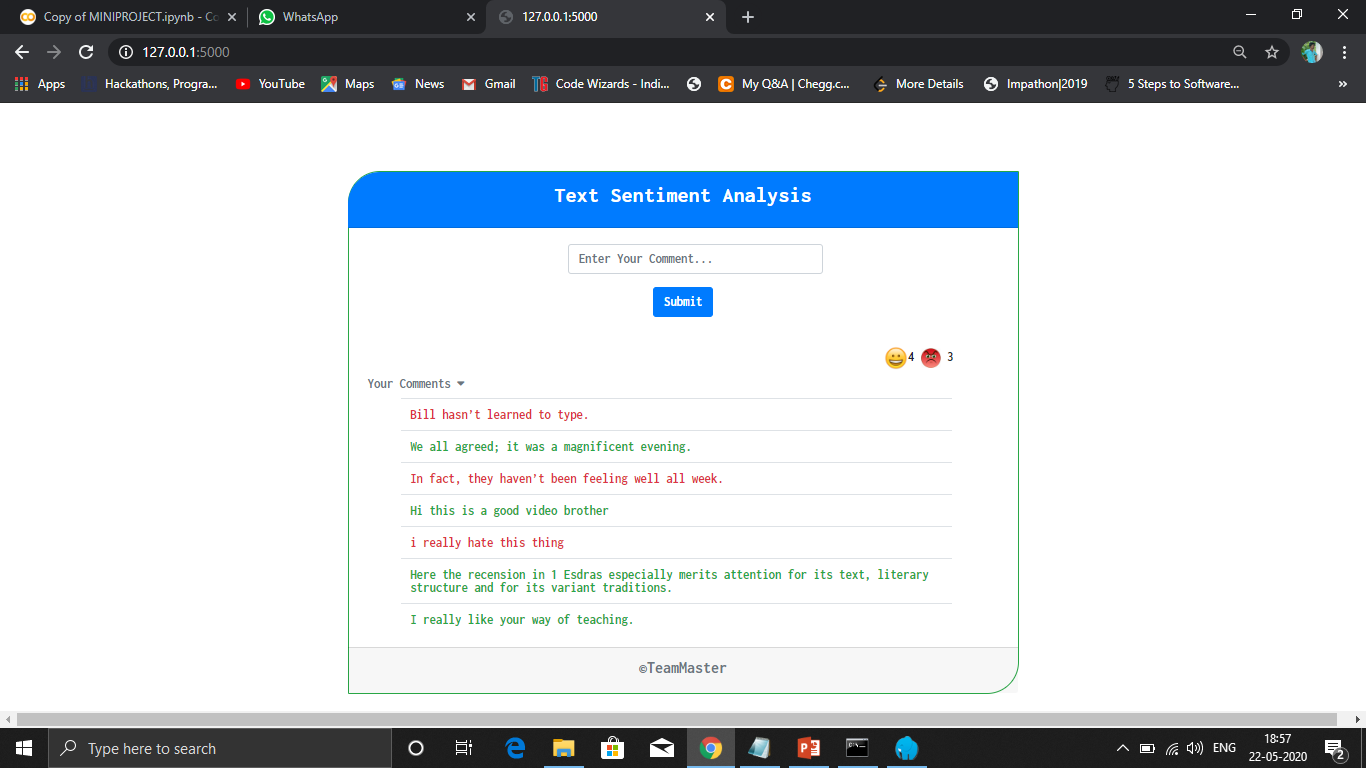 Copy of MINIPROJECT.ipynb - Co
WhatsApp
127.0.0.1:5000
127.0.0.1:5000
Apps
Hackathons, Progra...
YouTube
Maps
News
Gmail
Code Wizards - Indi...
My Q&A | Chegg.c...
More Details
Impathon|2019
5 Steps to Software...
»
Text Sentiment Analysis
Enter Your Comment...
Submit
4 3
Your Comments
Bill hasn’t learned to type.
We all agreed; it was a magnificent evening.
In fact, they haven’t been feeling well all week.
Hi this is a good video brother
i really hate this thing
Here the recension in 1 Esdras especially merits attention for its text, literary
structure and for its variant traditions.
I really like your way of teaching.
©TeamMaster
Type here to search
ENG
18:57
22-05-2020
2